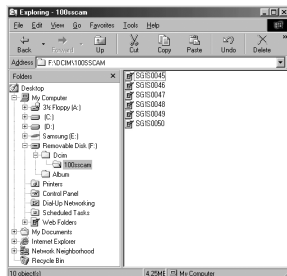 Exploring - 100sscam
File Edit View Go Favorites Tools Help
Back Forward Up Cut Copy Paste Undo Delete
Address F:\DCIM\100SSCAM
Folders
Desktop
My Computer
3½ Floppy (A:)
(C:)
(D:)
Samsung (E:)
Removable Disk (F:)
Dcim
100sscam
Album
Printers
Control Panel
Dial-Up Networking
Scheduled Tasks
Web Folders
My Documents
Internet Explorer
Network Neighborhood
Recycle Bin
SGIS0045
SGIS0046
SGIS0047
SGIS0048
SGIS0049
SGIS0050
10 object(s) 4.25MB My Computer